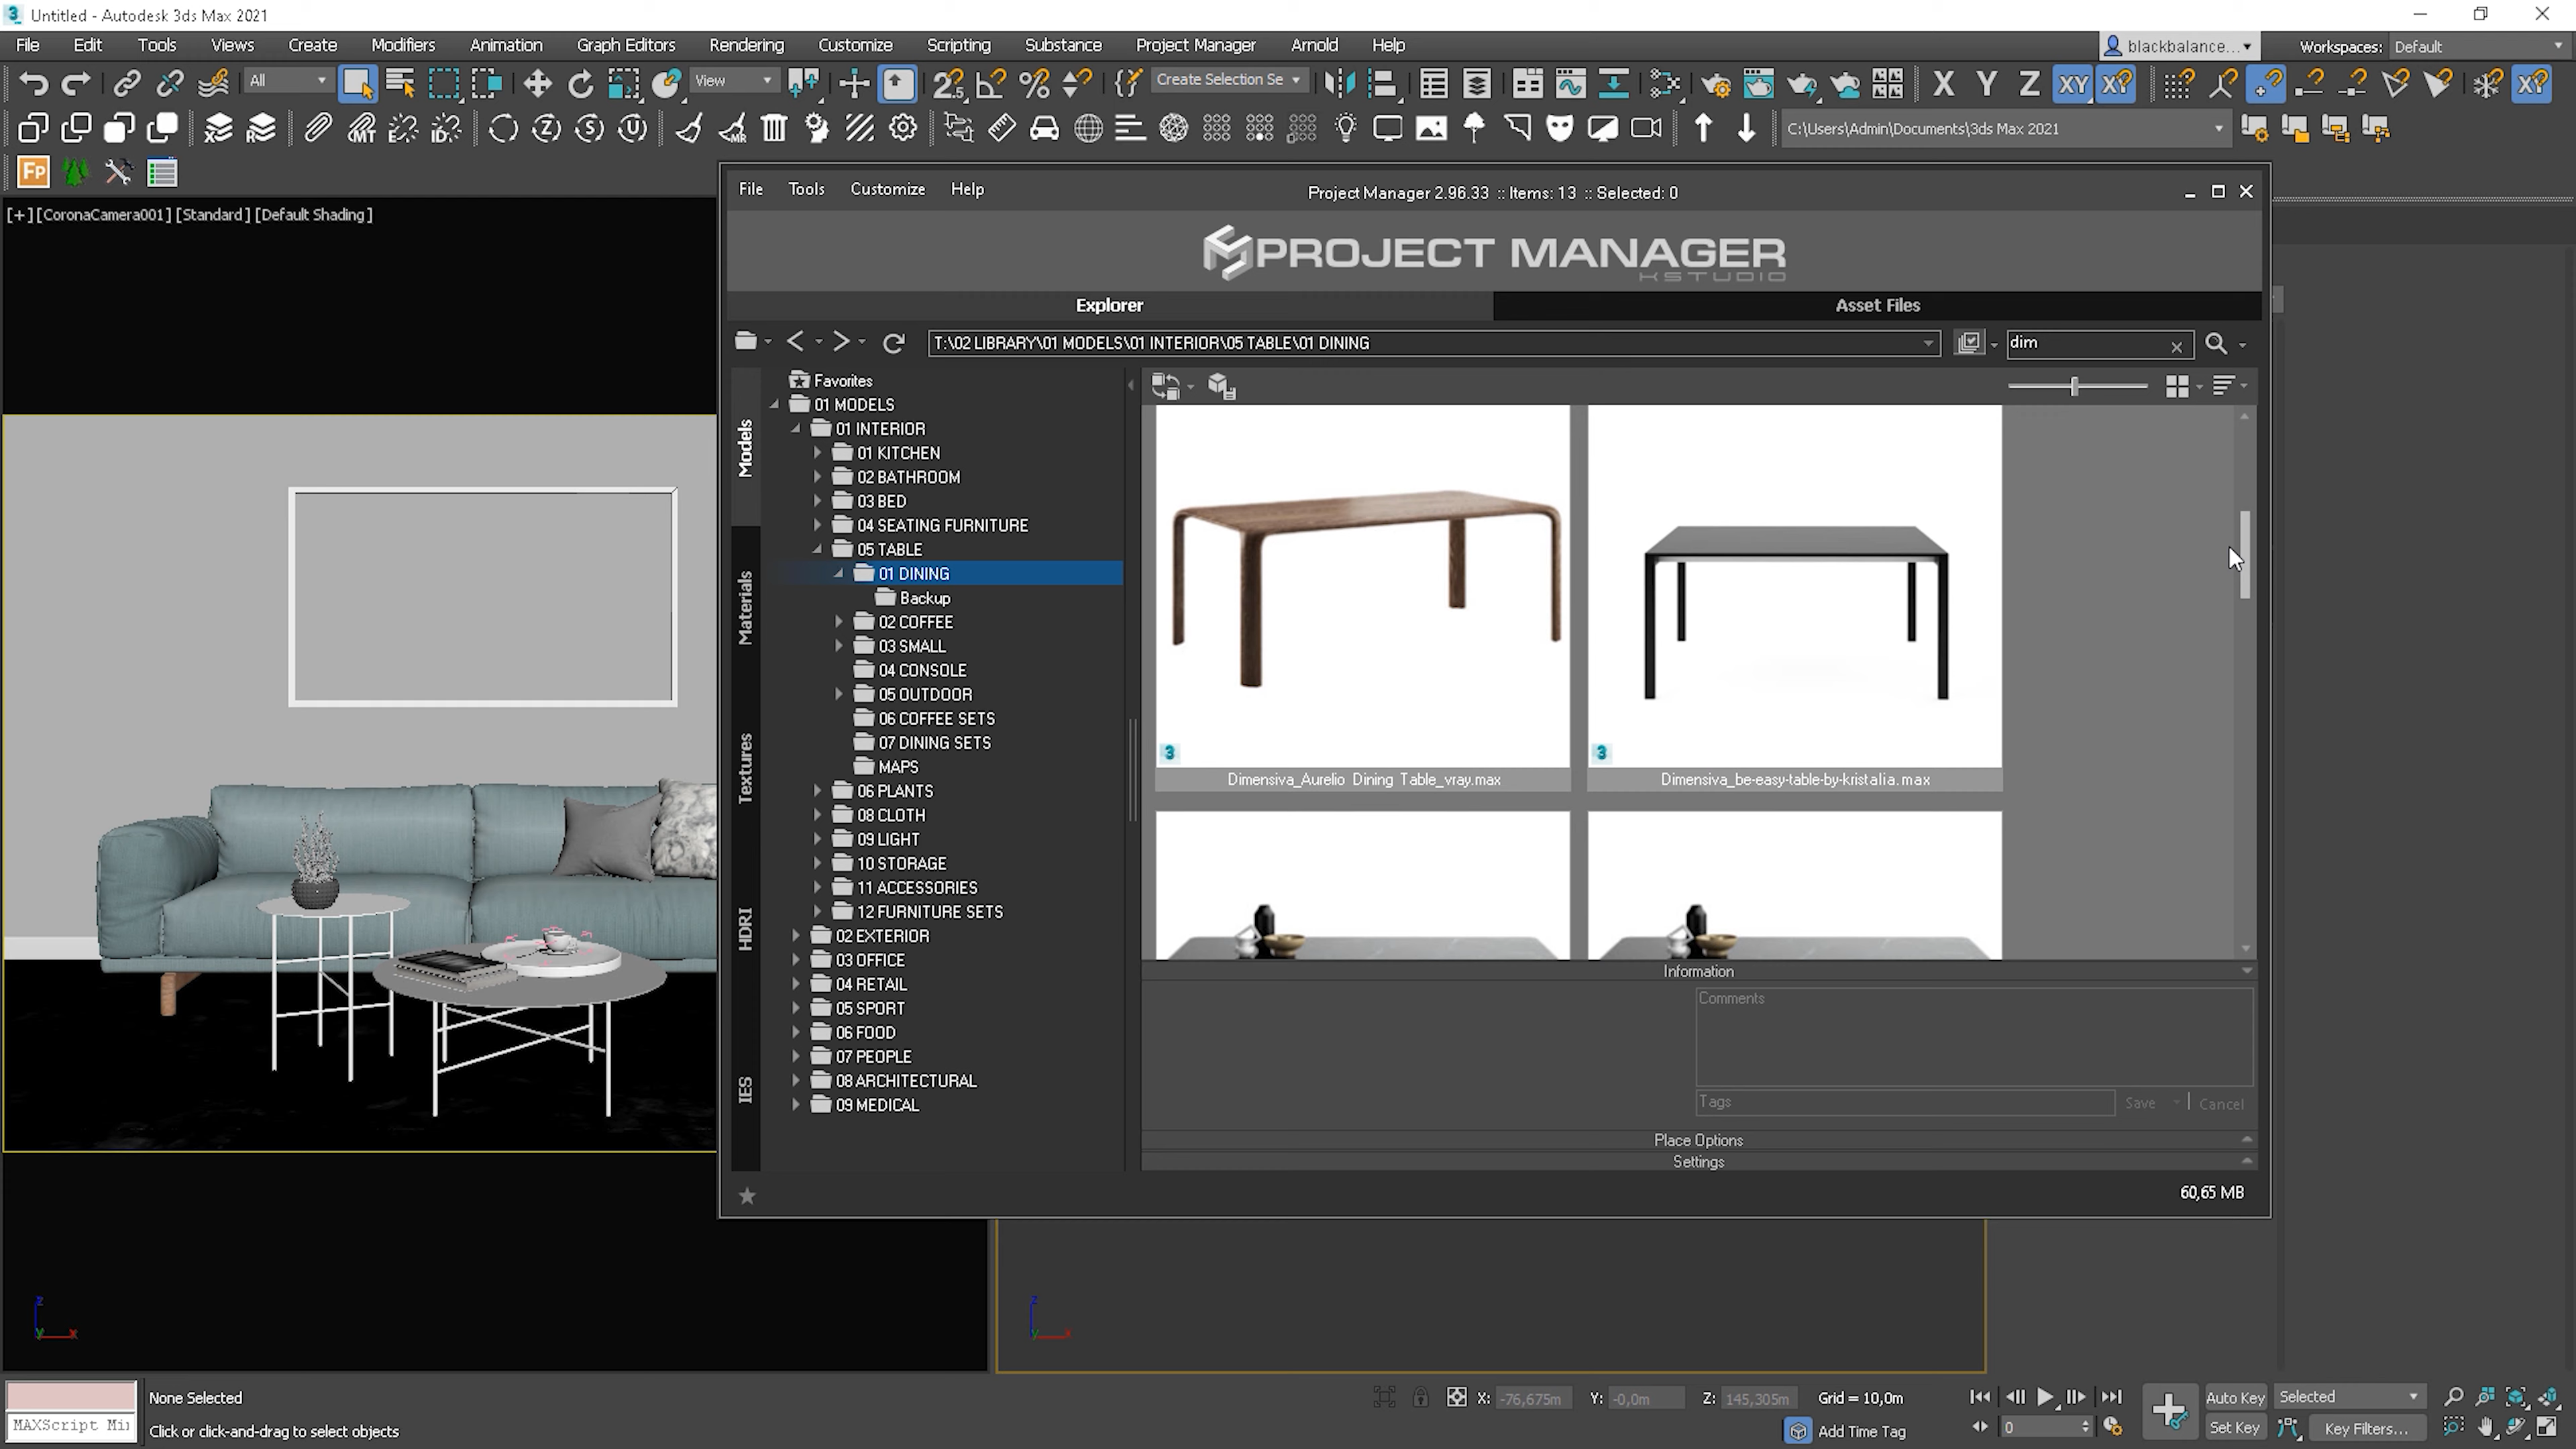 Untitled - Autodesk 3ds Max 2021
File Edit Tools Views Create Modifiers Animation Graph Editors Rendering Customize Scripting Substance Project Manager Arnold Help
blackbalance... Workspaces: Default
All View Create Selection Se X Y Z XY
C:\Users\Admin\Documents\3ds Max 2021
Fp
[+] [CoronaCamera001] [Standard] [Default Shading]
File Tools Customize Help
Project Manager 2.96.33 :: Items: 13 :: Selected: 0
PROJECT MANAGER
KSTUDIO
Explorer
Asset Files
T:\02 LIBRARY\01 MODELS\01 INTERIOR\05 TABLE\01 DINING
dim
Models
Materials
Textures
HDRI
IES
Favorites
01 MODELS
01 INTERIOR
01 KITCHEN
02 BATHROOM
03 BED
04 SEATING FURNITURE
05 TABLE
01 DINING
Backup
02 COFFEE
03 SMALL
04 CONSOLE
05 OUTDOOR
06 COFFEE SETS
07 DINING SETS
MAPS
06 PLANTS
08 CLOTH
09 LIGHT
10 STORAGE
11 ACCESSORIES
12 FURNITURE SETS
02 EXTERIOR
03 OFFICE
04 RETAIL
05 SPORT
06 FOOD
07 PEOPLE
08 ARCHITECTURAL
09 MEDICAL
Dimensiva_Aurelio Dining Table_vray.max
Dimensiva_be-easy-table-by-kristalia.max
Information
Comments
Tags
Save
Cancel
Place Options
Settings
60,65 MB
None Selected
MAXScript Mi
Click or click-and-drag to select objects
X: -76,675m Y: -0,0m Z: 145,305m Grid = 10,0m
Add Time Tag
0
Auto Key Selected
Set Key Key Filters...